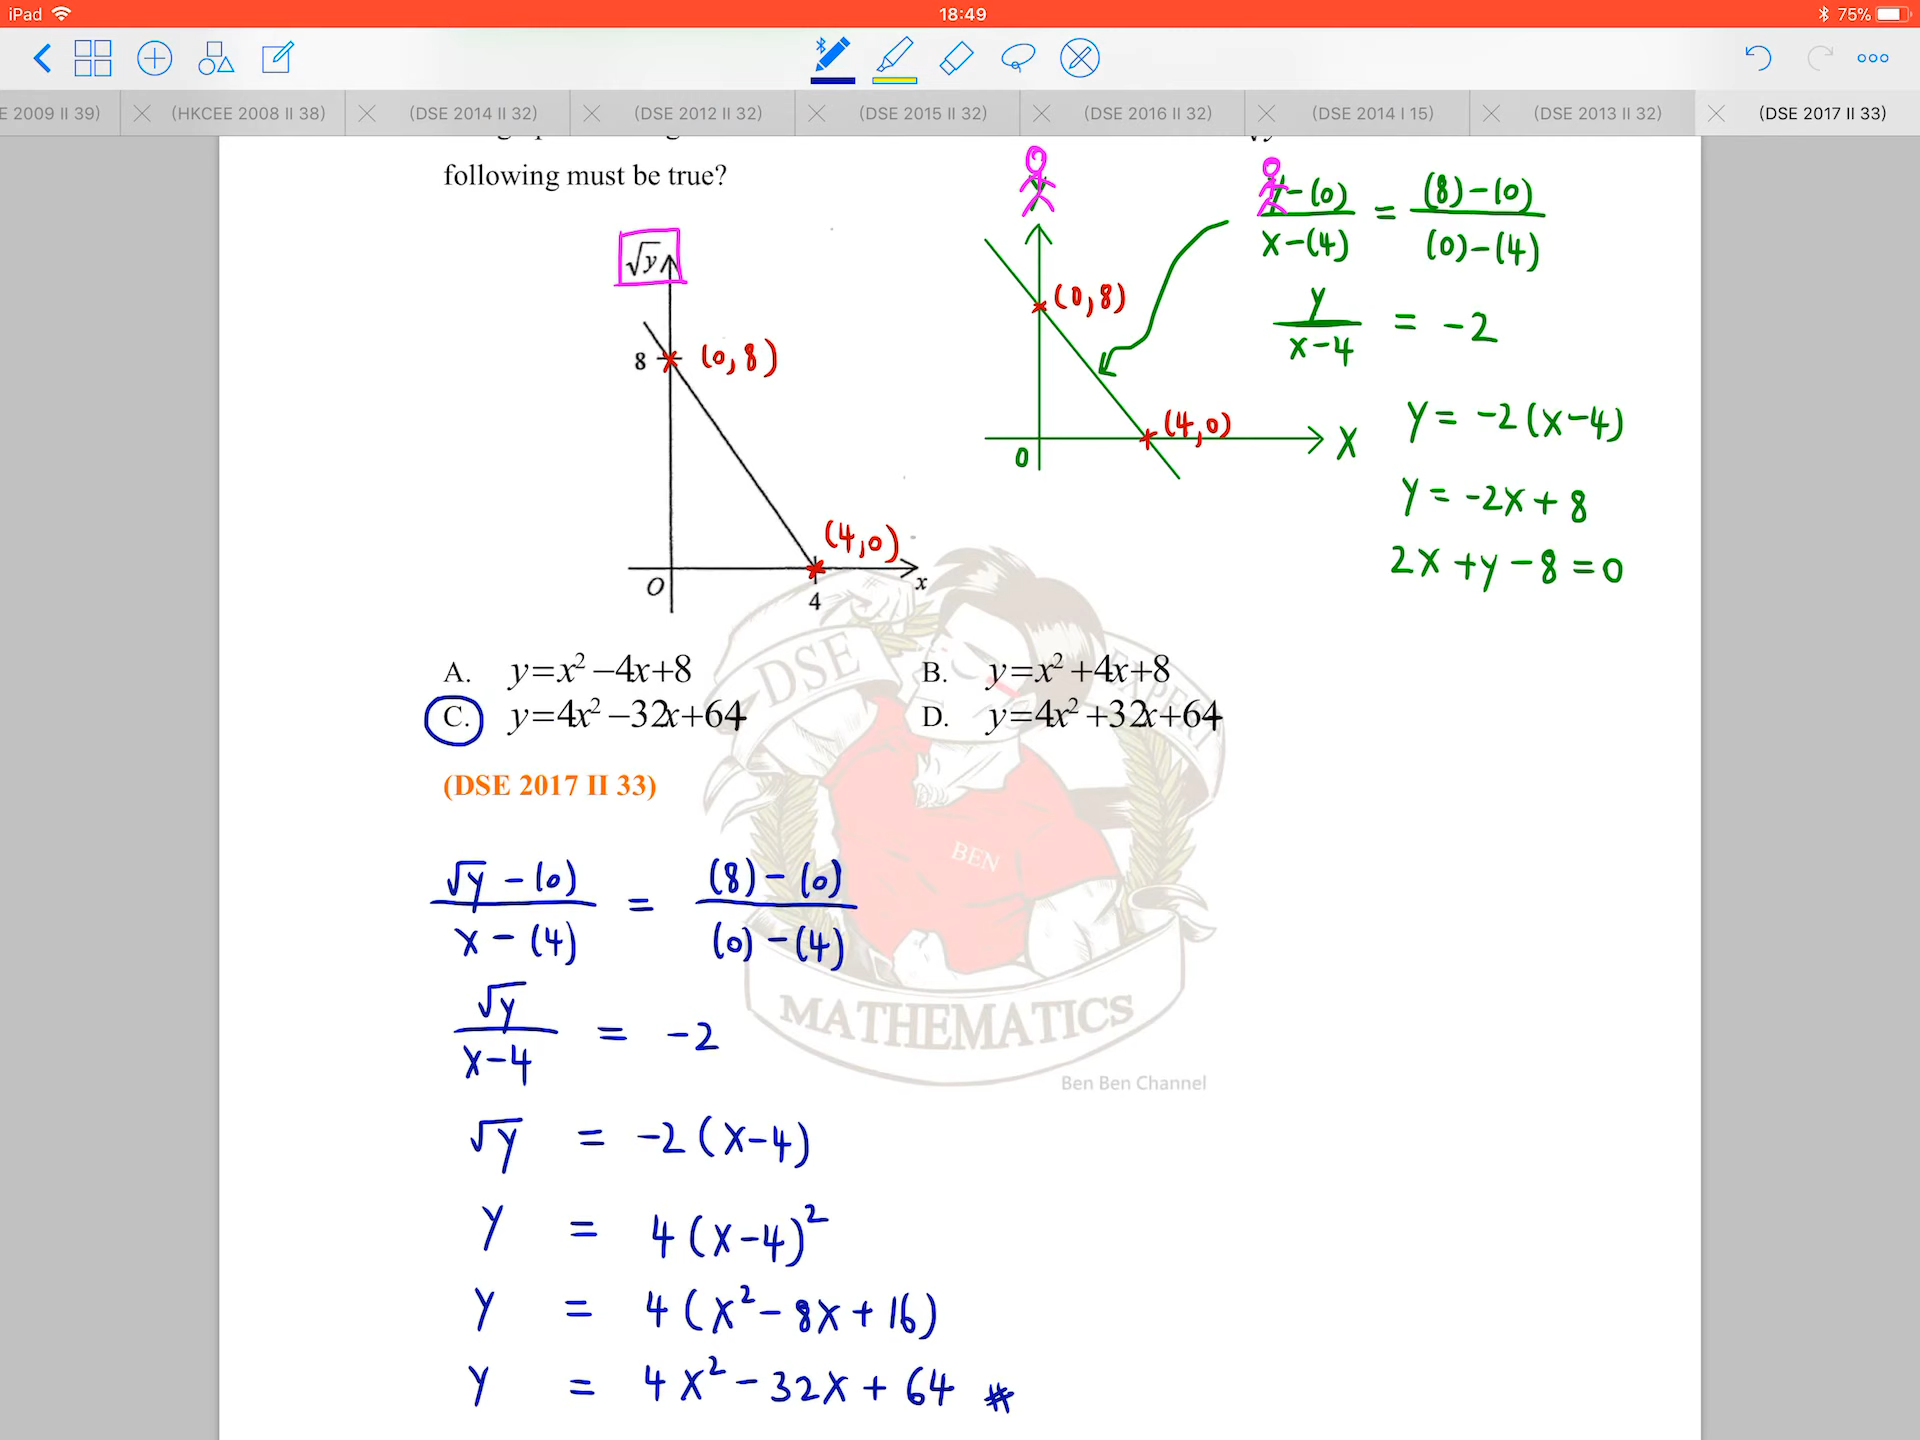 iPad 18:49 75%
E 2009 II 39) (HKCEE 2008 II 38) (DSE 2014 II 32) (DSE 2012 II 32) (DSE 2015 II 32) (DSE 2016 II 32) (DSE 2014 I 15) (DSE 2013 II 32) (DSE 2017 II 33)
following must be true?
√y
8 (0,8)
(4,0)
O 4 x
(0,8)
(4,0)
0 X
y-(0)/x-(4) = (8)-(0)/(0)-(4)
y/x-4 = -2
y = -2(x-4)
y = -2x+8
2x+y-8=0
A. y=x²−4x+8 B. y=x²+4x+8
C. y=4x²−32x+64 D. y=4x²+32x+64
(DSE 2017 II 33)
DSE EXPERT
BEN
MATHEMATICS
Ben Ben Channel
√y-(0)/x-(4) = (8)-(0)/(0)-(4)
√y/x-4 = -2
√y = -2(x-4)
y = 4(x-4)²
y = 4(x²-8x+16)
y = 4x²-32x+64 #